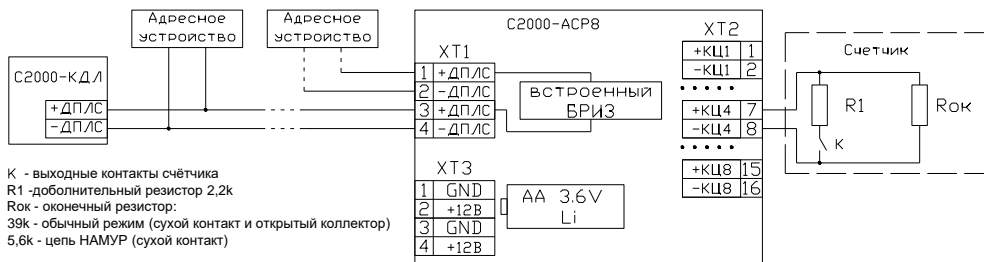 Адресное
устройство
Адресное
устройство
С2000-КДЛ
+ДПЛС
-ДПЛС
С2000-АСР8
XT1
1 +ДПЛС
2 -ДПЛС
3 +ДПЛС
4 -ДПЛС
встроенный
БРИЗ
XT3
1 GND
2 +12В
3 GND
4 +12В
АА 3.6V
Li
XT2
+КЦ1 1
-КЦ1 2
+КЦ4 7
-КЦ4 8
+КЦ8 15
-КЦ8 16
Счетчик
R1
К
Rок
К - выходные контакты счётчика
R1 -доболнительный резистор 2,2k
Rок - оконечный резистор:
39k - обычный режим (сухой контакт и открытый коллектор)
5,6k - цепь НАМУР (сухой контакт)